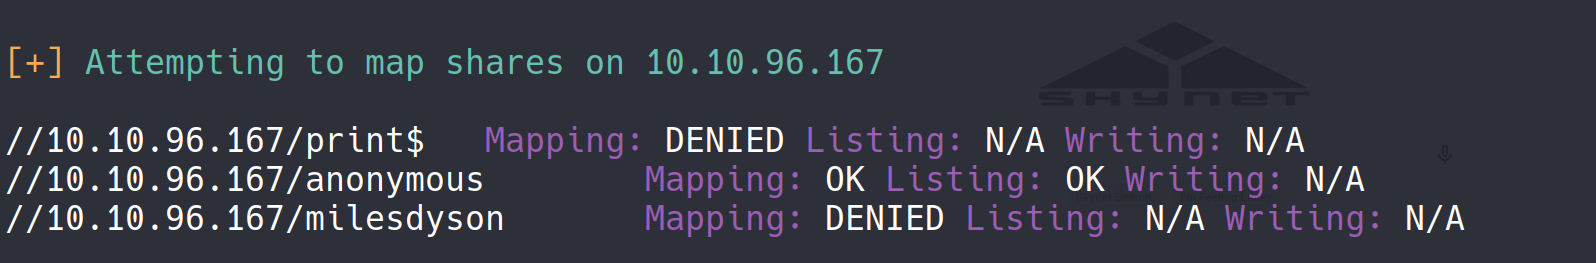 SKYNET
[+] Attempting to map shares on 10.10.96.167
//10.10.96.167/print$ Mapping: DENIED Listing: N/A Writing: N/A
//10.10.96.167/anonymous Mapping: OK Listing: OK Writing: N/A
//10.10.96.167/milesdyson Mapping: DENIED Listing: N/A Writing: N/A